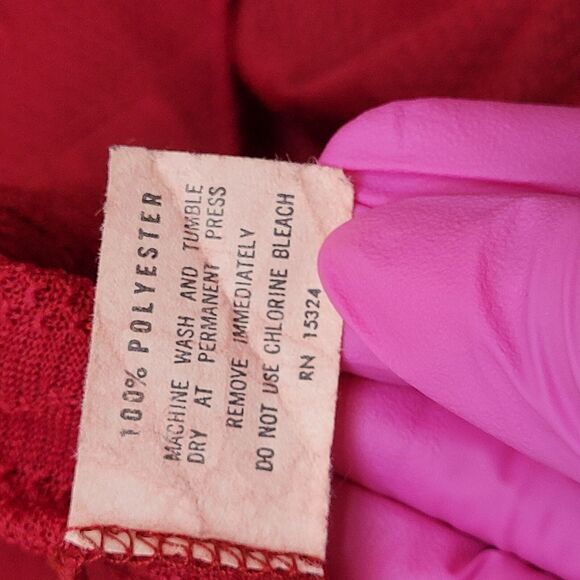 100% POLYESTER
MACHINE WASH AND TUMBLE
DRY AT PERMANENT PRESS
REMOVE IMMEDIATELY
DO NOT USE CHLORINE BLEACH
RN 15324